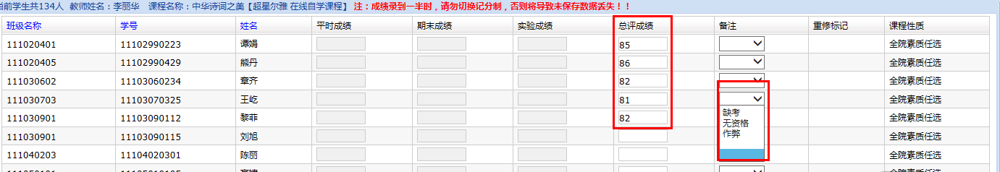 当前学生共134人 教师姓名：李丽华 课程名称：中华诗词之美【超星尔雅 在线自学课程】 注：成绩录到一半时，请勿切换记分制，否则将导致未保存数据丢失！！
班级名称 学号 姓名 平时成绩 期末成绩 实验成绩 总评成绩 备注 重修标记 课程性质
111020401 11102990223 谭娟 85 全院素质任选
111020405 11102990429 熊丹 86 全院素质任选
111030602 11103060234 章齐 82 全院素质任选
111030703 11103070325 王屹 81 全院素质任选
缺考
111030901 11103090112 黎菲 82 无资格 全院素质任选
作弊
111030901 11103090115 刘旭 全院素质任选
111040203 11104020301 陈丽 全院素质任选